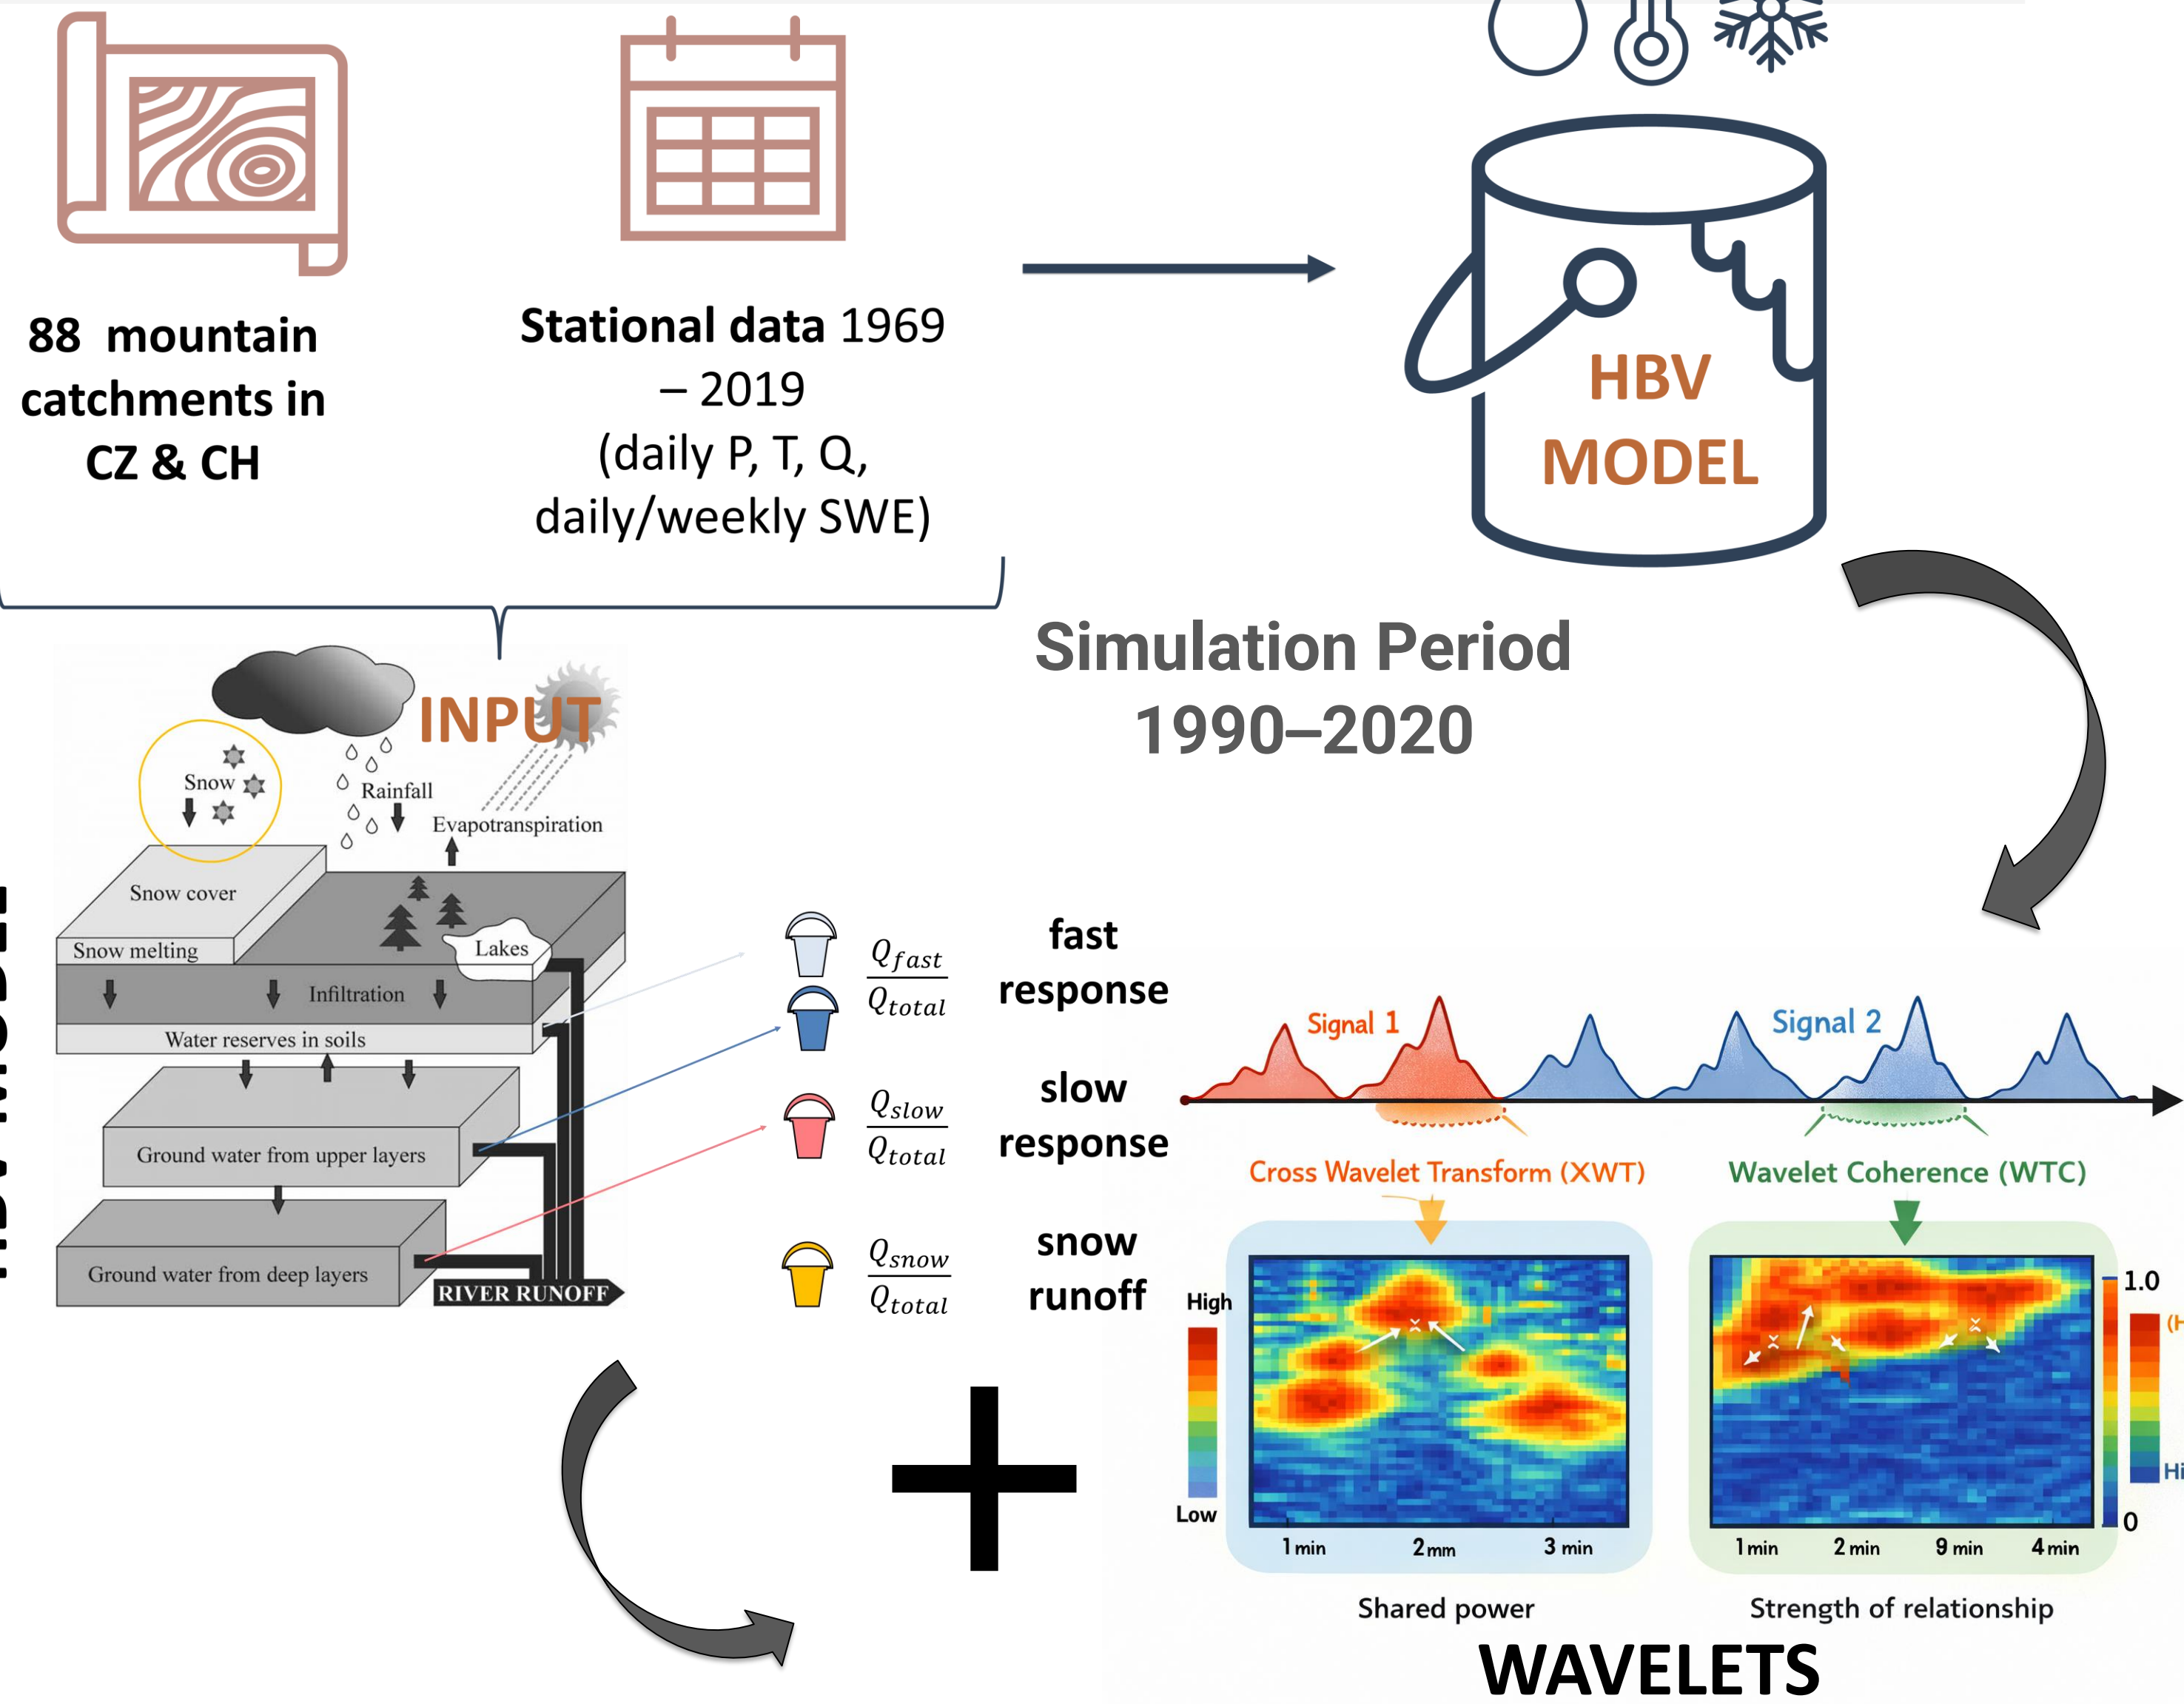 88 mountain
catchments in
CZ & CH
Stational data 1969
– 2019
(daily P, T, Q,
daily/weekly SWE)
HBV
MODEL
Simulation Period
1990–2020
INPUT
Snow
Rainfall
Evapotranspiration
Snow cover
Snow melting
Lakes
Infiltration
Water reserves in soils
Ground water from upper layers
Ground water from deep layers
RIVER RUNOFF
Qfast
Qtotal
fast
response
Qslow
Qtotal
slow
response
Qsnow
Qtotal
snow
runoff
Signal 1
Signal 2
Cross Wavelet Transform (XWT)
Wavelet Coherence (WTC)
High
Low
1 min
2 mm
3 min
1.0
(H
Hi
0
1 min
2 min
9 min
4 min
Shared power
Strength of relationship
WAVELETS